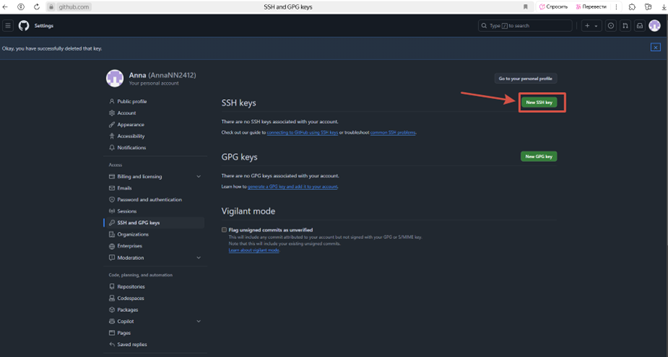 github.com
SSH and GPG keys
Спросить
Перевести
Settings
Type / to search
Okay, you have successfully deleted that key.
Anna (AnnaNN2412)
Your personal account
Go to your personal profile
Public profile
Account
Appearance
Accessibility
Notifications
Access
Billing and licensing
Emails
Password and authentication
Sessions
SSH and GPG keys
Organizations
Enterprises
Moderation
Code, planning, and automation
Repositories
Codespaces
Packages
Copilot
Pages
Saved replies
SSH keys
New SSH key
There are no SSH keys associated with your account.
Check out our guide to connecting to GitHub using SSH keys or troubleshoot common SSH problems.
GPG keys
New GPG key
There are no GPG keys associated with your account.
Learn how to generate a GPG key and add it to your account.
Vigilant mode
Flag unsigned commits as unverified
This will include any commit attributed to your account but not signed with your GPG or S/MIME key.
Note that this will include your existing unsigned commits.
Learn about vigilant mode.